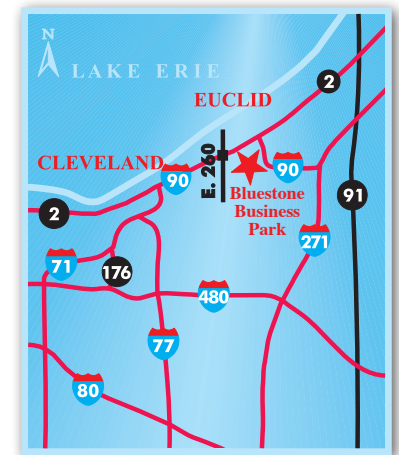 N
LAKE ERIE
2
EUCLID
CLEVELAND
90
E. 260
90
Bluestone
Business
Park
91
2
271
71
176
480
77
80